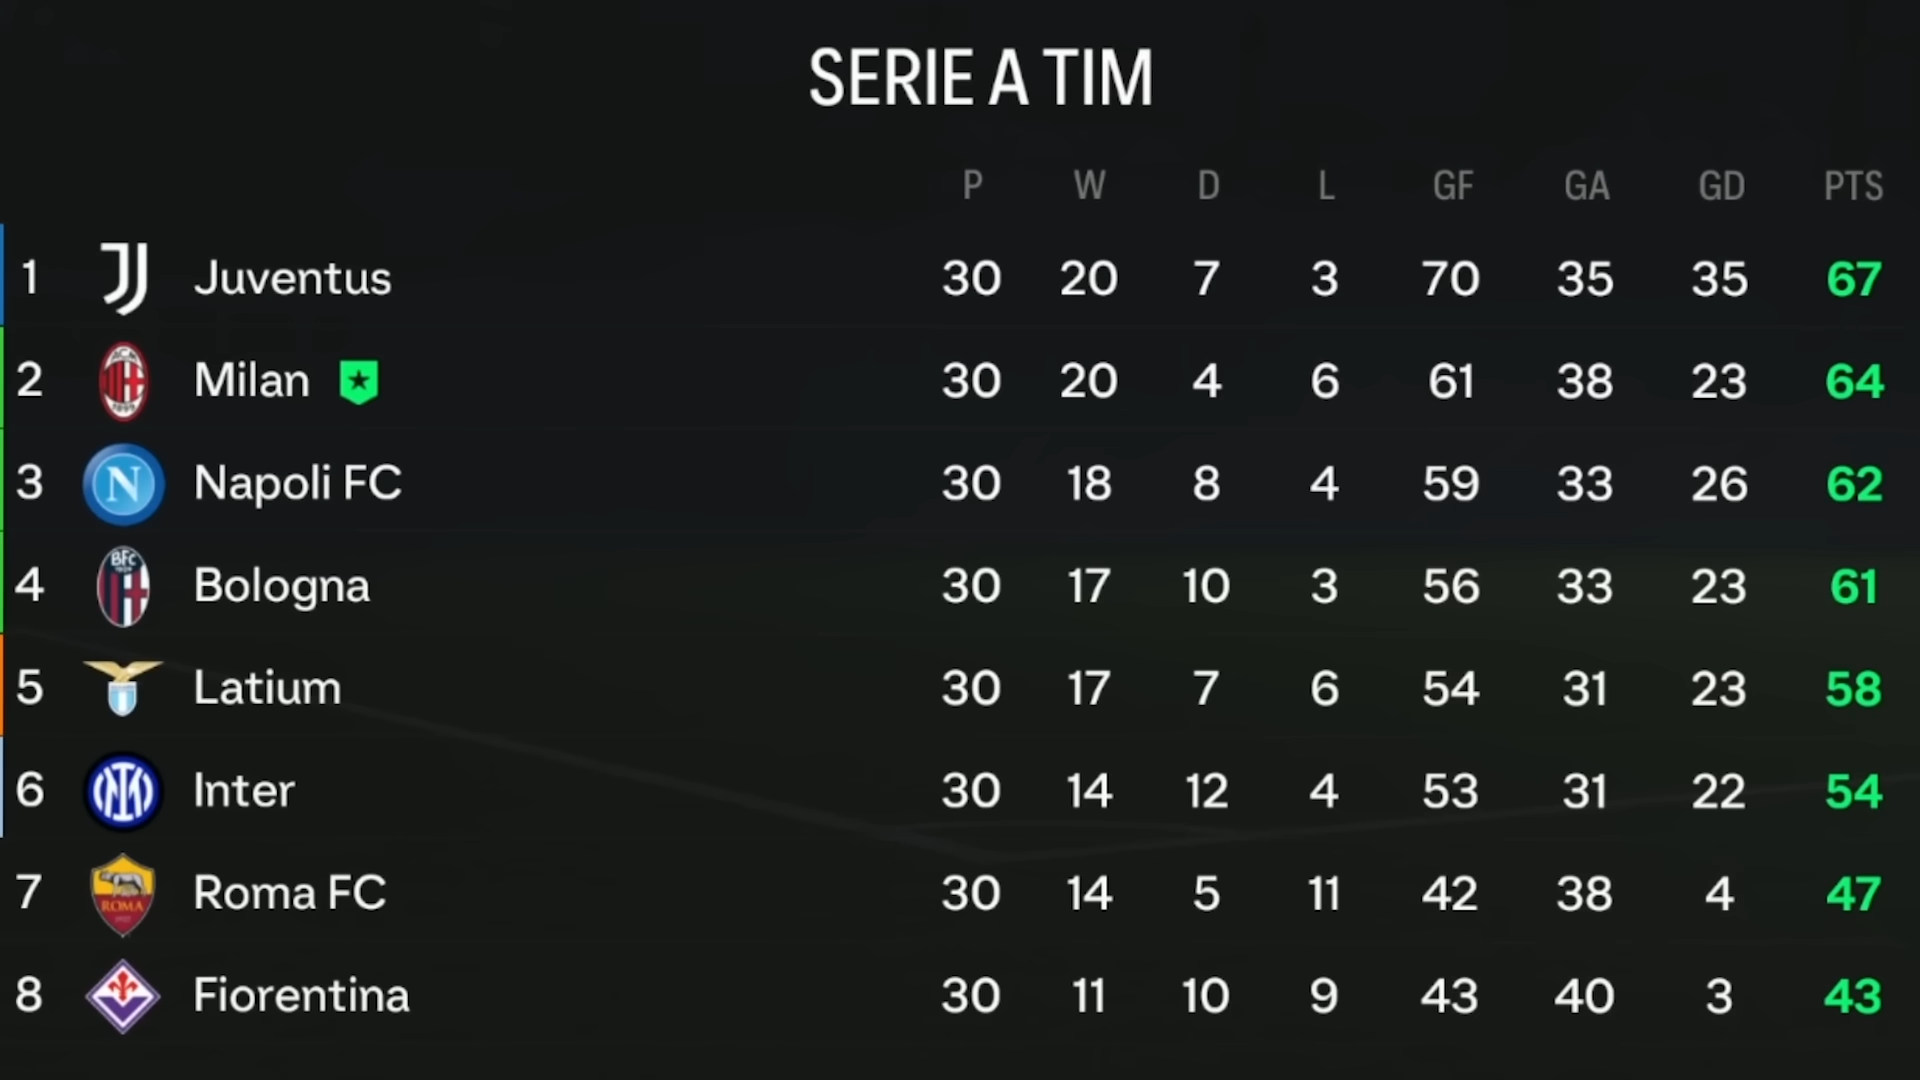 SERIE A TIM
P W D L GF GA GD PTS
1 Juventus 30 20 7 3 70 35 35 67
ACM 1899
2 Milan 30 20 4 6 61 38 23 64
3 N Napoli FC 30 18 8 4 59 33 26 62
BFC
4 Bologna 30 17 10 3 56 33 23 61
5 Latium 30 17 7 6 54 31 23 58
6 Inter 30 14 12 4 53 31 22 54
7 Roma FC 30 14 5 11 42 38 4 47
ROMA
8 Fiorentina 30 11 10 9 43 40 3 43